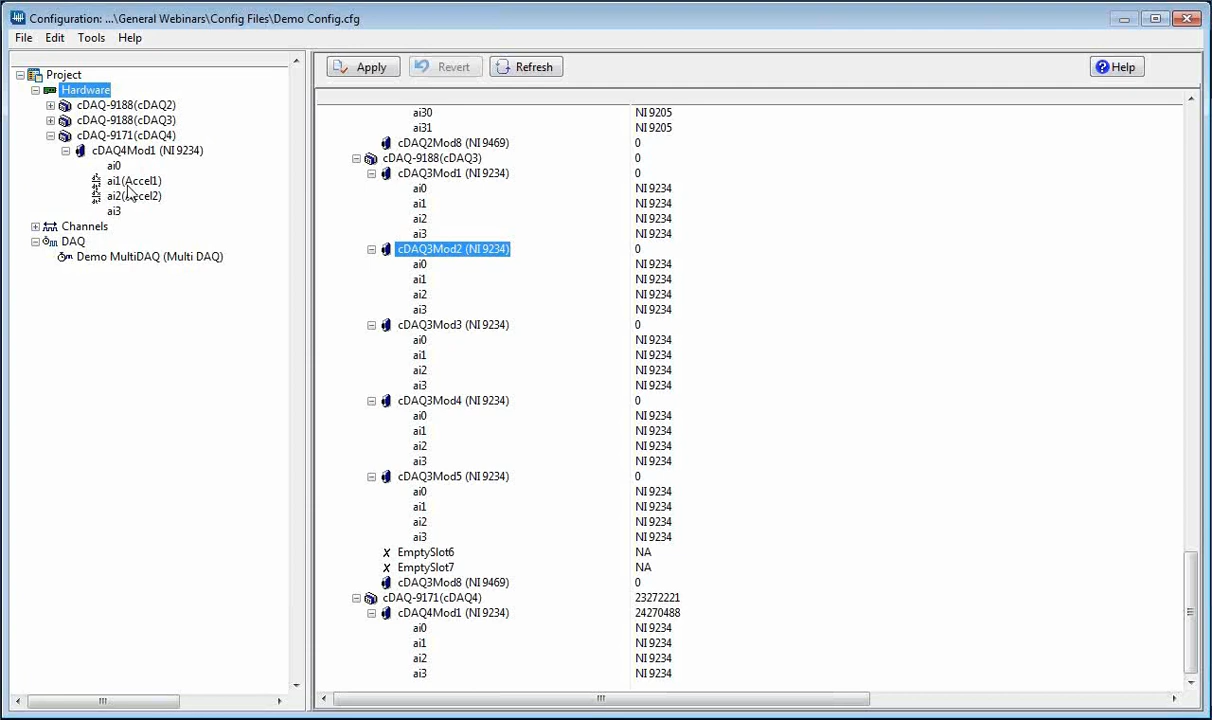 Configuration: ...\General Webinars\Config Files\Demo Config.cfg
File Edit Tools Help
Project
Hardware
cDAQ-9188(cDAQ2)
cDAQ-9188(cDAQ3)
cDAQ-9171(cDAQ4)
cDAQ4Mod1 (NI 9234)
ai0
ai1(Accel1)
ai2(Accel2)
ai3
Channels
DAQ
Demo MultiDAQ (Multi DAQ)
Apply Revert Refresh Help
ai30 NI 9205
ai31 NI 9205
cDAQ2Mod8 (NI 9469) 0
cDAQ-9188(cDAQ3) 0
cDAQ3Mod1 (NI 9234) 0
ai0 NI 9234
ai1 NI 9234
ai2 NI 9234
ai3 NI 9234
cDAQ3Mod2 (NI 9234) 0
ai0 NI 9234
ai1 NI 9234
ai2 NI 9234
ai3 NI 9234
cDAQ3Mod3 (NI 9234) 0
ai0 NI 9234
ai1 NI 9234
ai2 NI 9234
ai3 NI 9234
cDAQ3Mod4 (NI 9234) 0
ai0 NI 9234
ai1 NI 9234
ai2 NI 9234
ai3 NI 9234
cDAQ3Mod5 (NI 9234) 0
ai0 NI 9234
ai1 NI 9234
ai2 NI 9234
ai3 NI 9234
X EmptySlot6 NA
X EmptySlot7 NA
cDAQ3Mod8 (NI 9469) 0
cDAQ-9171(cDAQ4) 23272221
cDAQ4Mod1 (NI 9234) 24270488
ai0 NI 9234
ai1 NI 9234
ai2 NI 9234
ai3 NI 9234